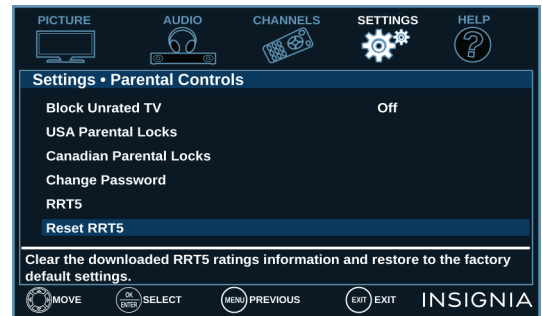 PICTURE AUDIO CHANNELS SETTINGS HELP
?
Settings • Parental Controls
Block Unrated TV Off
USA Parental Locks
Canadian Parental Locks
Change Password
RRT5
Reset RRT5
Clear the downloaded RRT5 ratings information and restore to the factory
default settings.
MOVE OK ENTER SELECT MENU PREVIOUS EXIT EXIT INSIGNIA